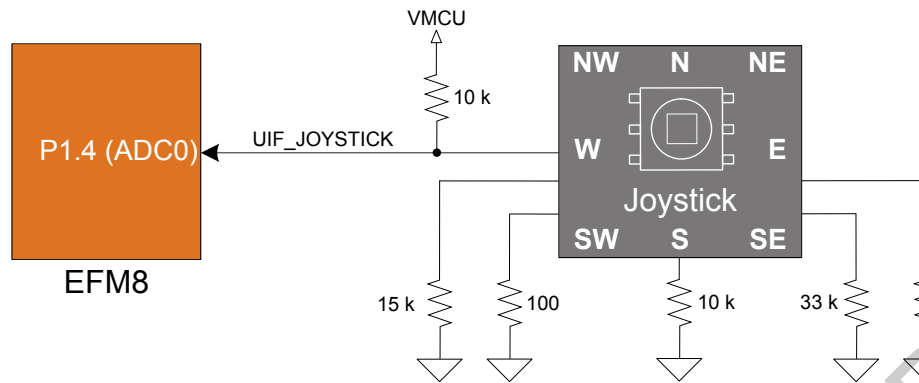 VMCU
10 k
NW N NE
P1.4 (ADC0)
UIF_JOYSTICK
W E
Joystick
SW S SE
EFM8
15 k
100
10 k
33 k